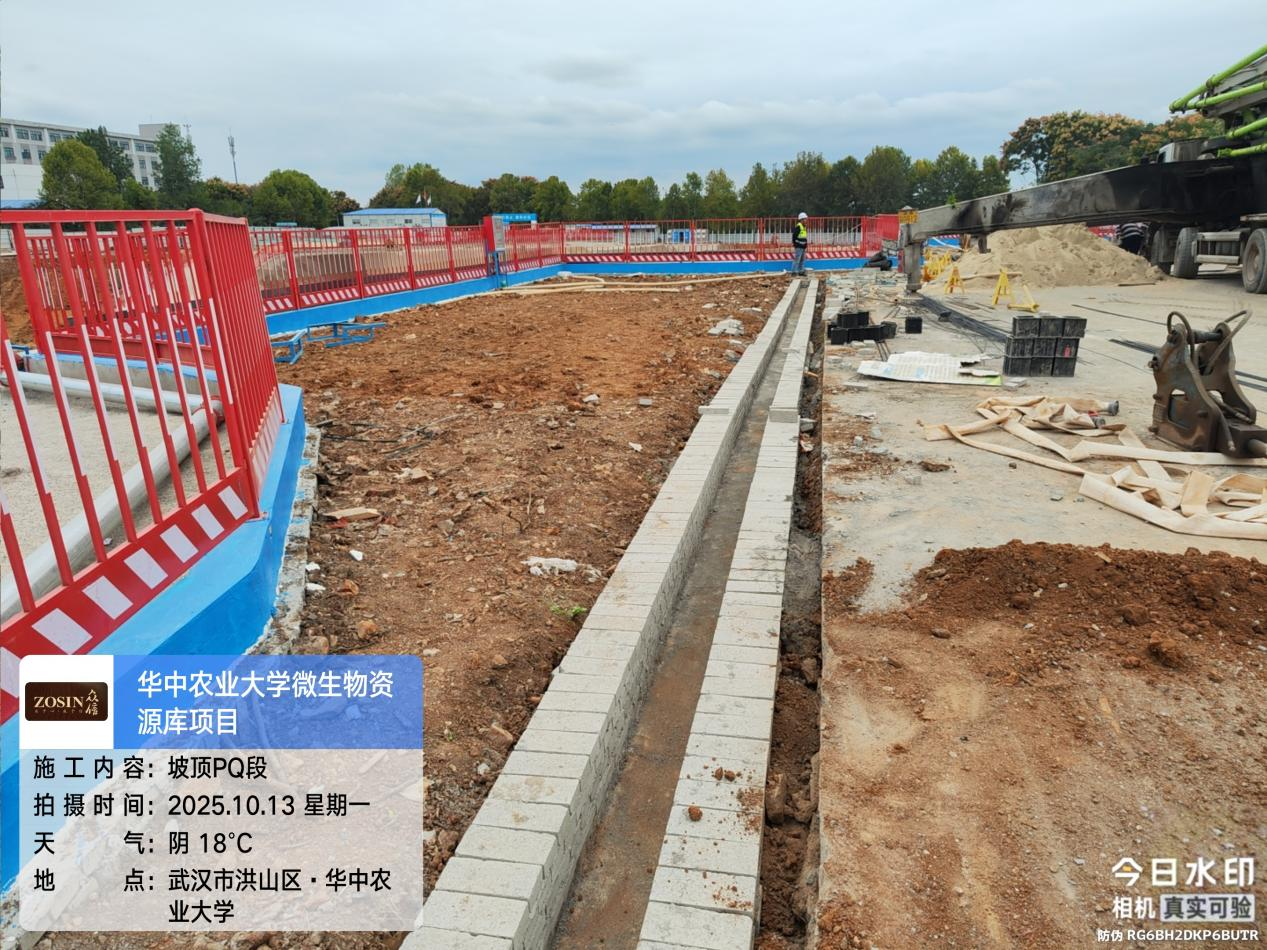 ZOSIN 众信
华中农业大学微生物资
源库项目
施工内容：坡顶PQ段
拍摄时间：2025.10.13 星期一
天气：阴 18°C
地点：武汉市洪山区·华中农
业大学
今日水印
相机 真实可验
防伪 RG6BH2DKP6BUTR